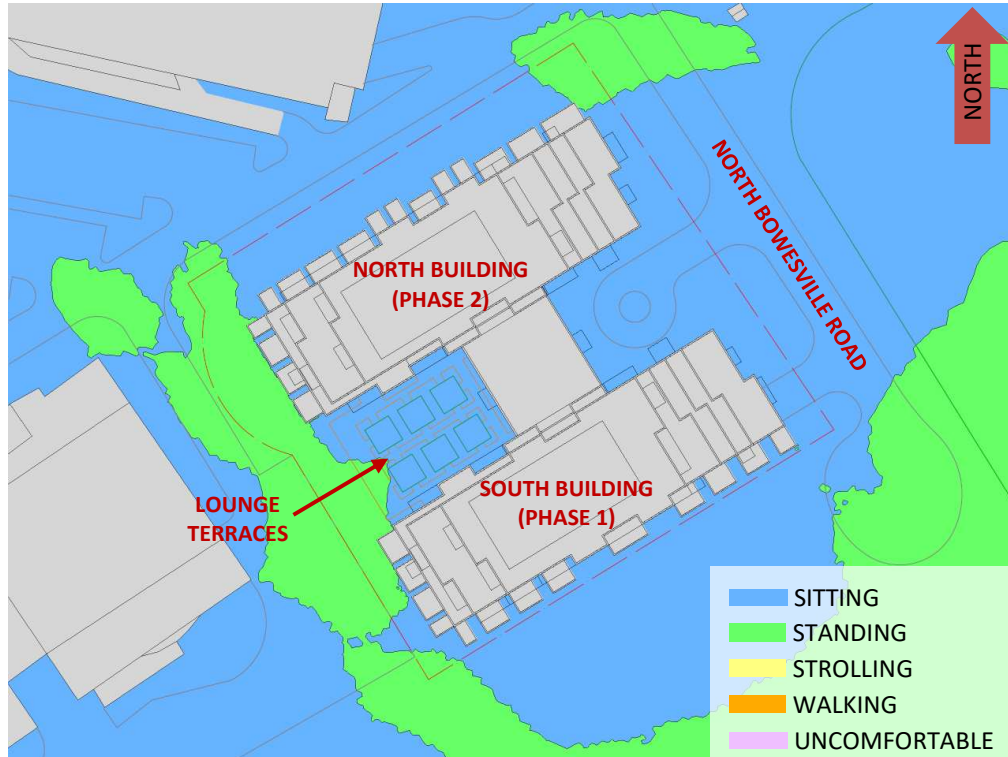 NORTH
NORTH BOWESVILLE ROAD
NORTH BUILDING
(PHASE 2)
SOUTH BUILDING
(PHASE 1)
LOUNGE
TERRACES
SITTING
STANDING
STROLLING
WALKING
UNCOMFORTABLE